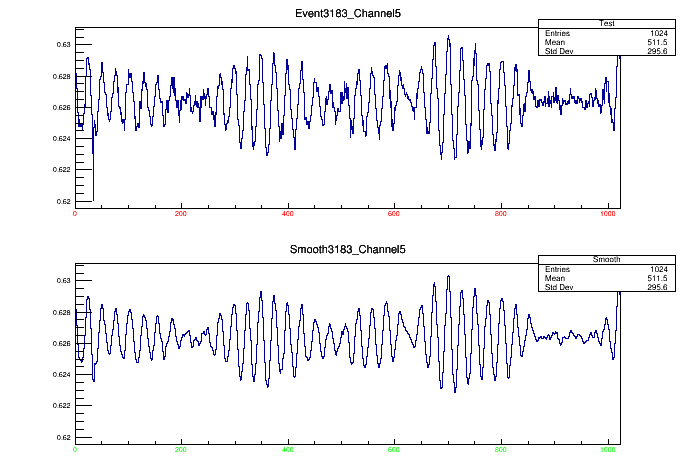 Event3183_Channel5
Test
Entries 1024
Mean 511.5
Std Dev 295.6
0.63
0.628
0.626
0.624
0.622
0.62
0 200 400 600 800 1000
Smooth3183_Channel5
Smooth
Entries 1024
Mean 511.5
Std Dev 295.6
0.63
0.628
0.626
0.624
0.622
0.62
0 200 400 600 800 1000